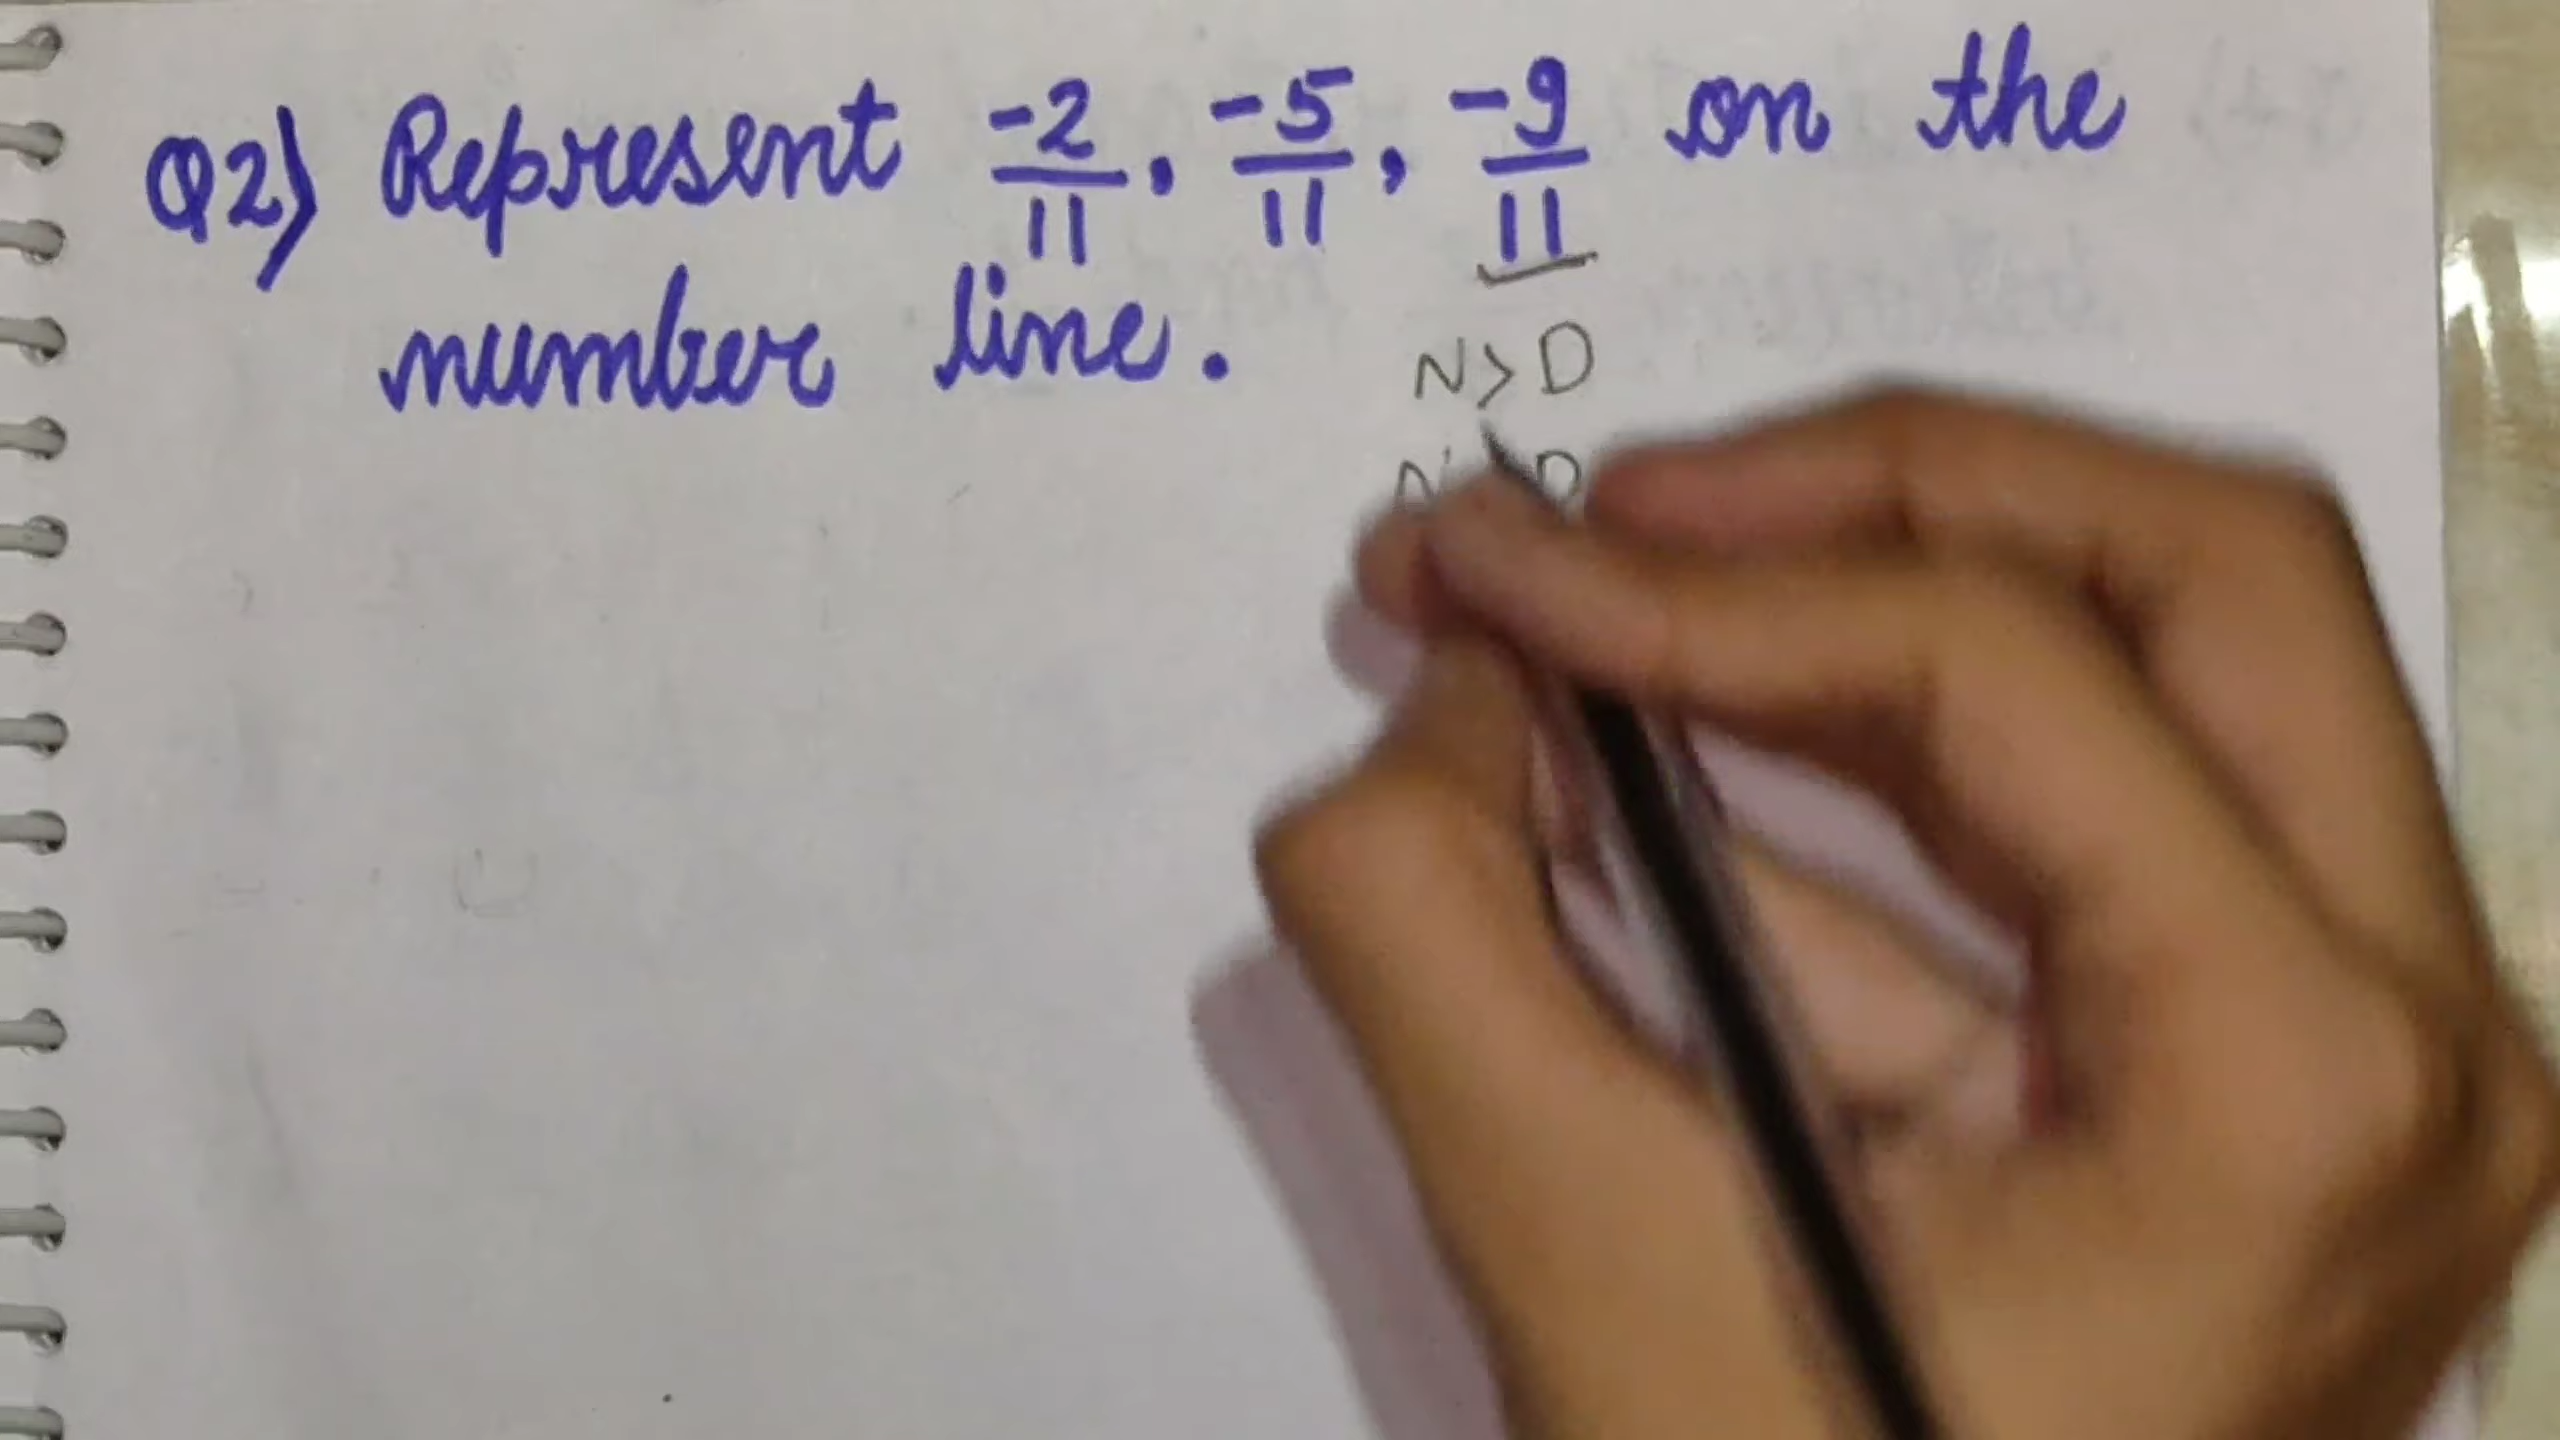 Q2) Represent -2/11, -5/11, -9/11 on the
number line.
N>D
N D